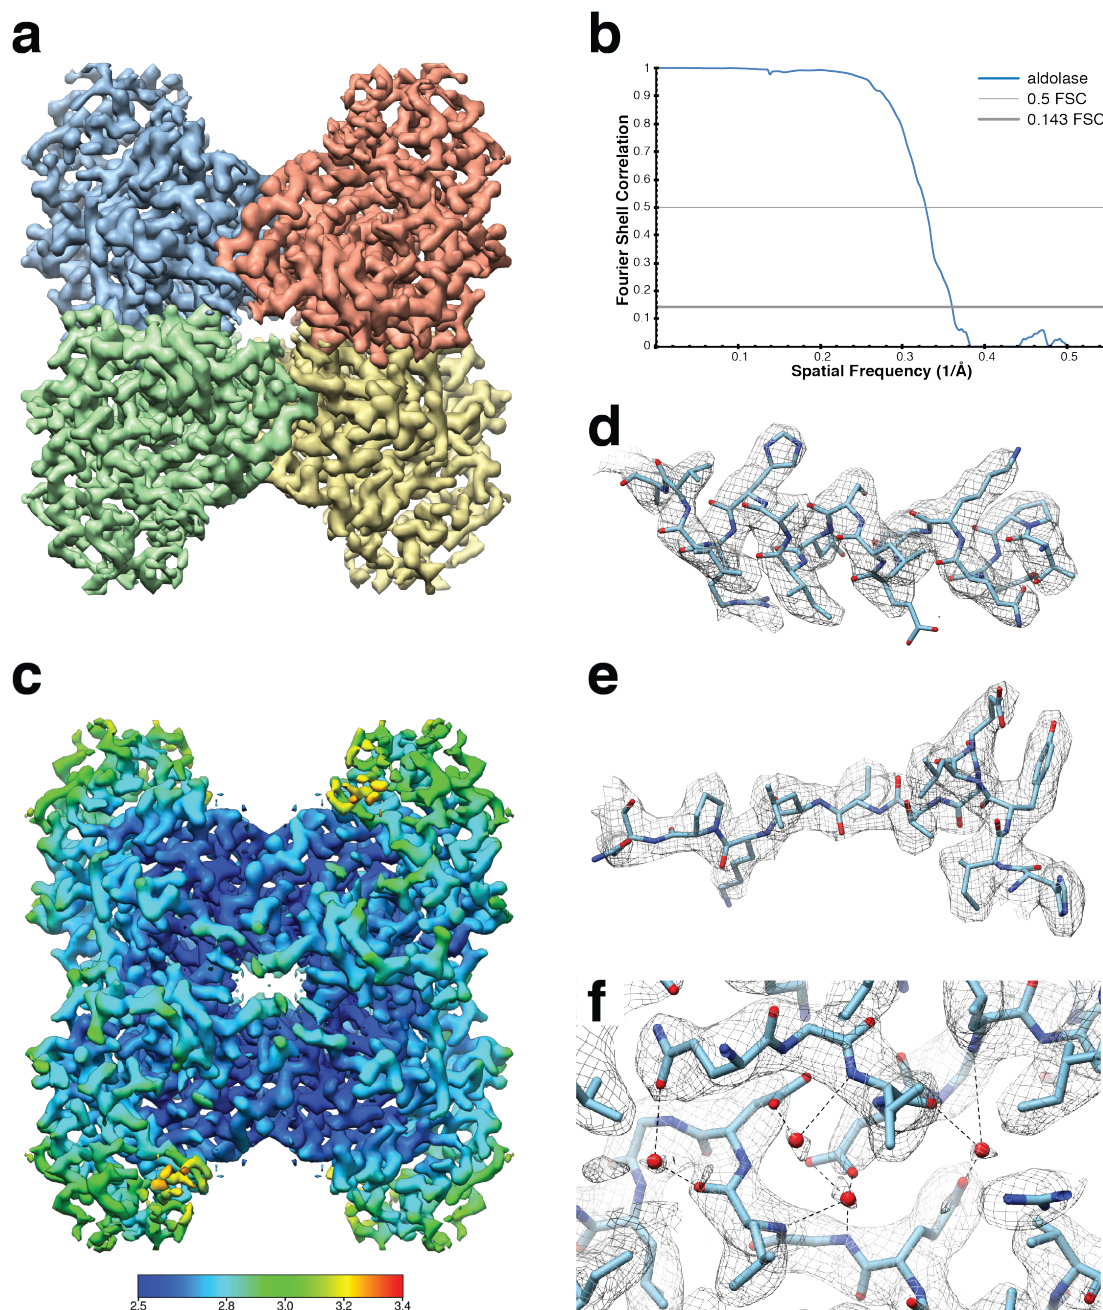 a
b
1
0.9
0.8
0.7
0.6
0.5
0.4
0.3
0.2
0.1
0
0.1 0.2 0.3 0.4 0.5
Fourier Shell Correlation
Spatial Frequency (1/Å)
aldolase
0.5 FSC
0.143 FSC
c
2.5 2.8 3.0 3.2 3.4
d
e
f